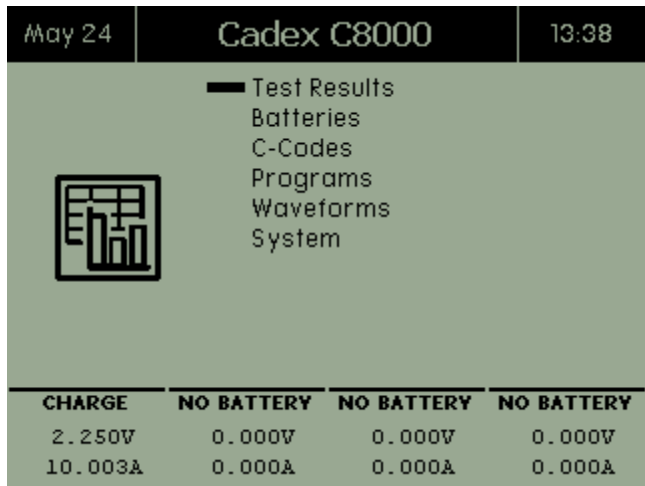 May 24 Cadex C8000 13:38
Test Results
Batteries
C-Codes
Programs
Waveforms
System
CHARGE NO BATTERY NO BATTERY NO BATTERY
2.250V 0.000V 0.000V 0.000V
10.003A 0.000A 0.000A 0.000A